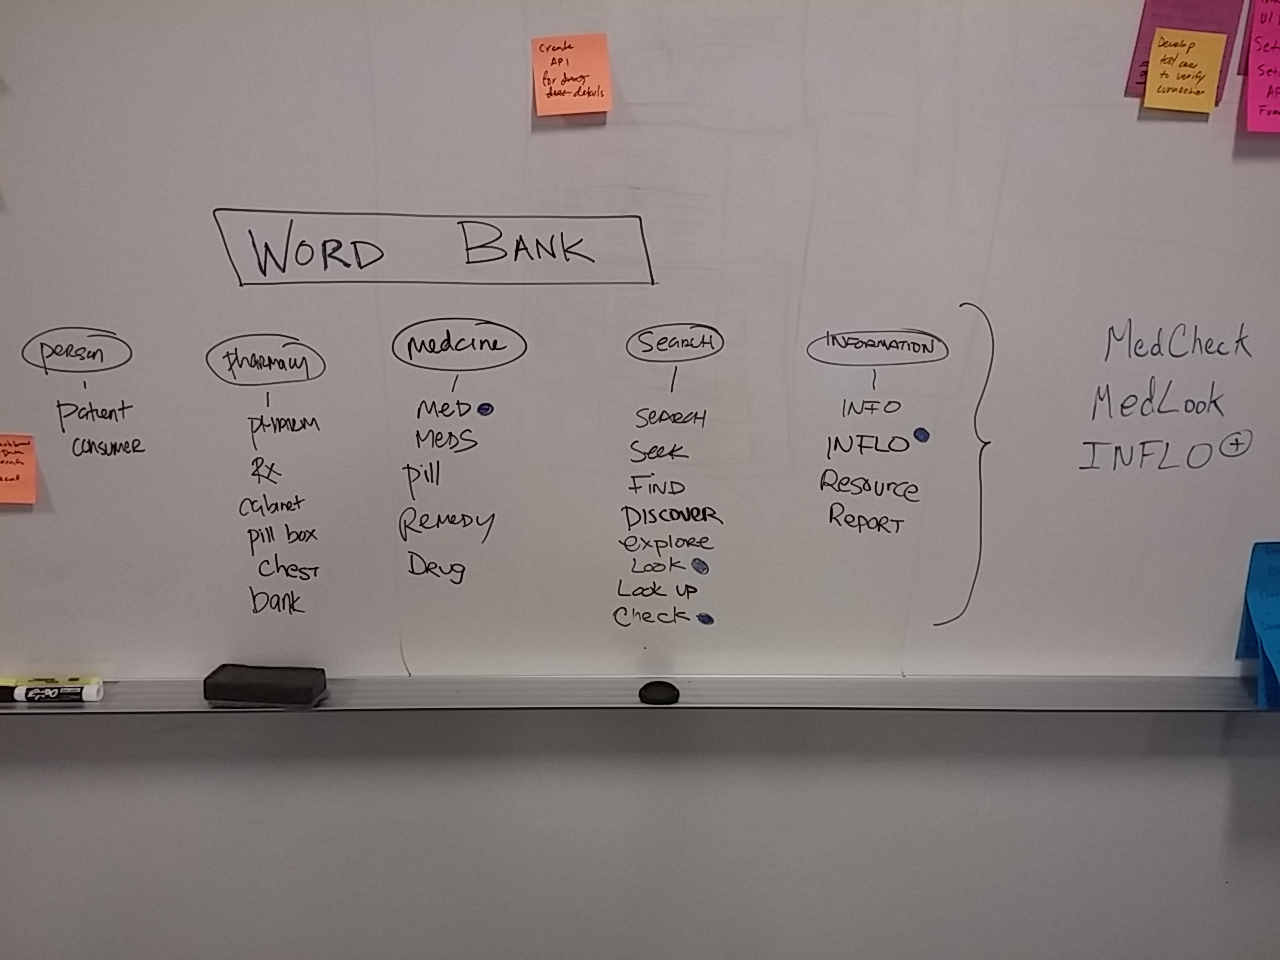 Create
API
for drug
details
Develop
test case
to verify
connection
UI
Set
Set
AP
Fun
WORD BANK
person
patient
consumer
pharmacy
PHARM
Rx
Cabinet
pill box
Chest
bank
medcine
MED
MEDS
pill
Remedy
Drug
SEARCH
SEARCH
Seek
FIND
DISCOVER
explore
Look
Look up
Check
INFORMATION
INFO
INFLO
Resource
Report
MedCheck
MedLook
INFLO +
EXPO